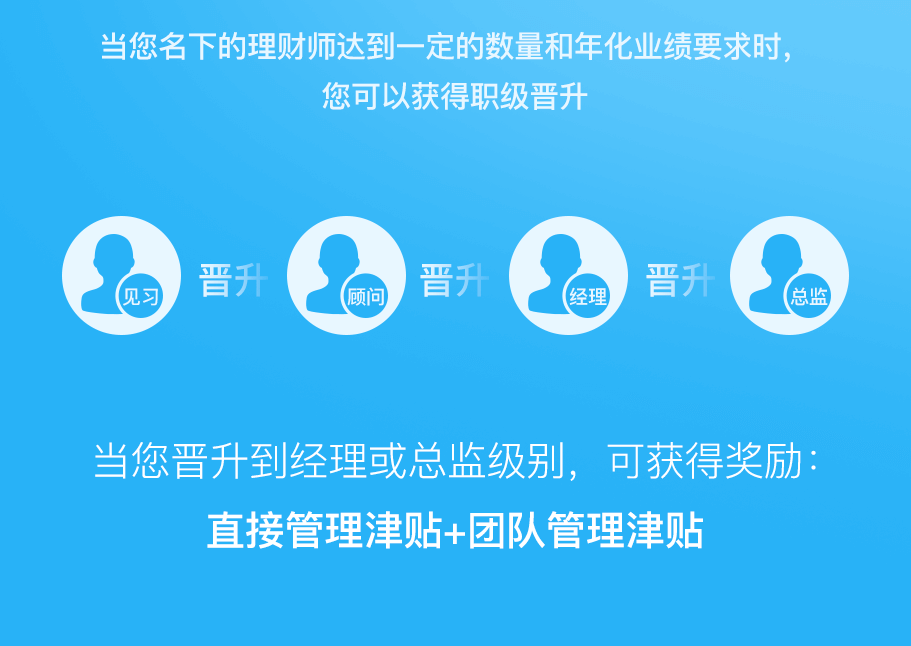 当您名下的理财师达到一定的数量和年化业绩要求时，
您可以获得职级晋升
见习 晋升 顾问 晋升 经理 晋升 总监
当您晋升到经理或总监级别，可获得奖励：
直接管理津贴+团队管理津贴